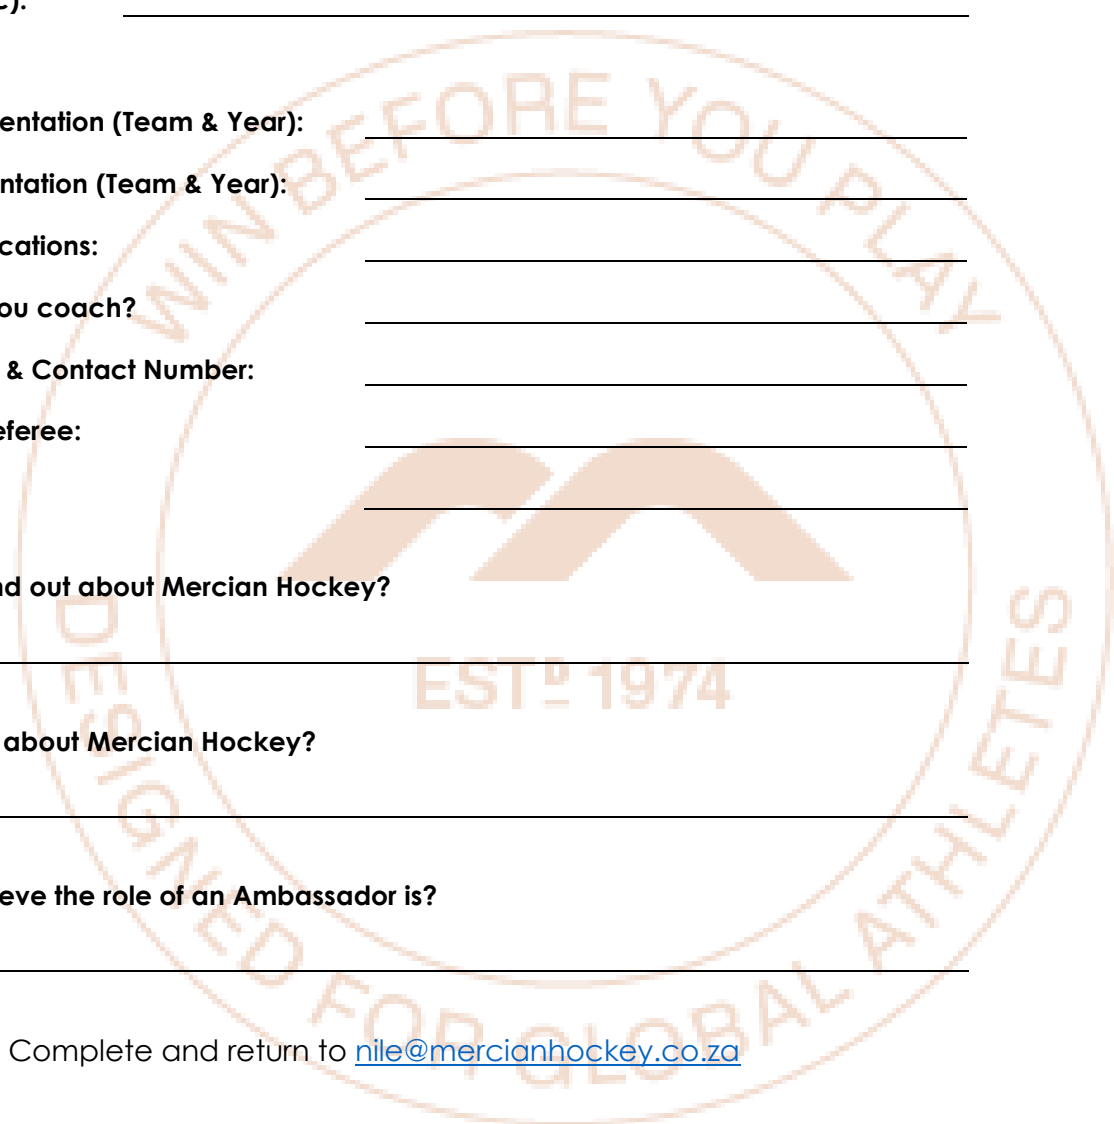 C):
entation (Team & Year):
ntation (Team & Year):
cations:
ou coach?
& Contact Number:
eferee:
nd out about Mercian Hockey?
about Mercian Hockey?
eve the role of an Ambassador is?
Complete and return to nile@mercianhockey.co.za
WIN BEFORE YOU PLAY
ESTD 1974
DESIGNED FOR GLOBAL ATHLETES